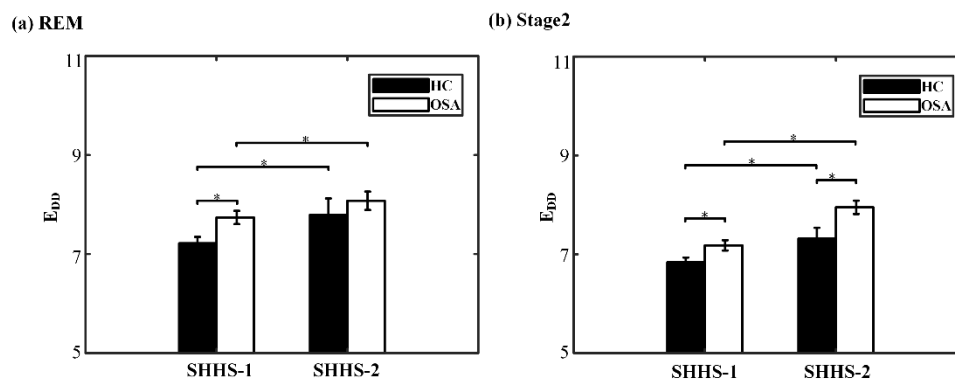 (a) REM
11
9
7
5
E_DD
HC
OSA
*
*
*
SHHS-1 SHHS-2
(b) Stage2
11
9
7
5
E_DD
HC
OSA
*
*
*
*
SHHS-1 SHHS-2